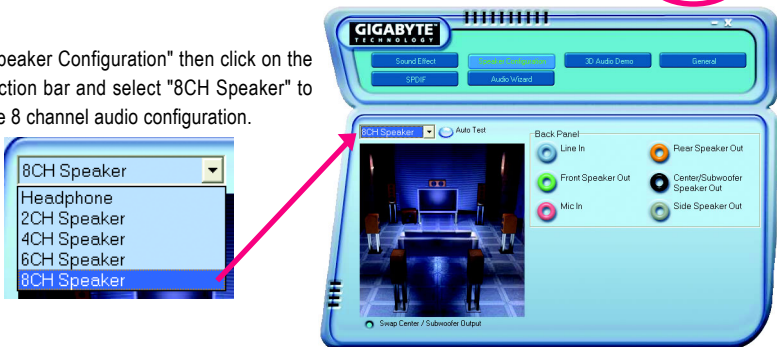 peaker Configuration" then click on the
ction bar and select "8CH Speaker" to
e 8 channel audio configuration.
8CH Speaker
Headphone
2CH Speaker
4CH Speaker
6CH Speaker
8CH Speaker
GIGABYTE
TECHNOLOGY
Sound Effect
Speaker Configuration
3D Audio Demo
General
SPDIF
Audio Wizard
8CH Speaker
Auto Test
Back Panel
Line In
Rear Speaker Out
Front Speaker Out
Center/Subwoofer
Speaker Out
Mic In
Side Speaker Out
Swap Center / Subwoofer Output